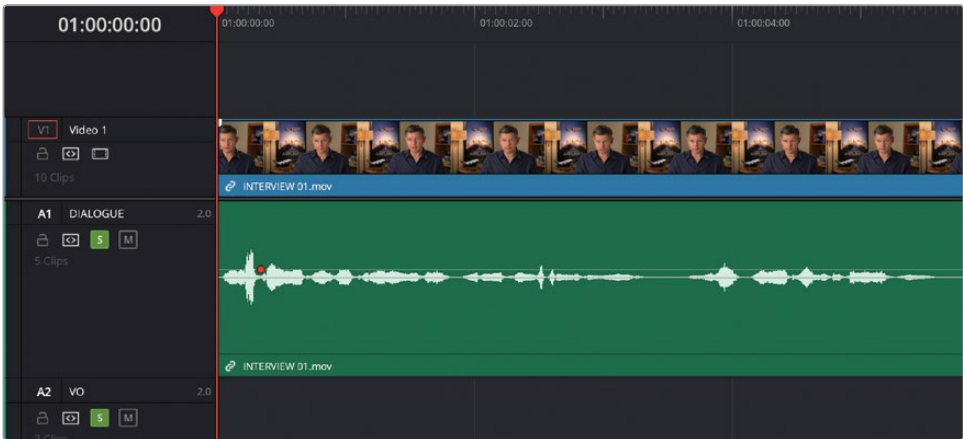 01:00:00:00
01:00:00:00
01:00:02:00
01:00:04:00
V1 Video 1
10 Clips
INTERVIEW 01.mov
A1 DIALOGUE 2.0
S M
5 Clips
INTERVIEW 01.mov
A2 VO 2.0
S M